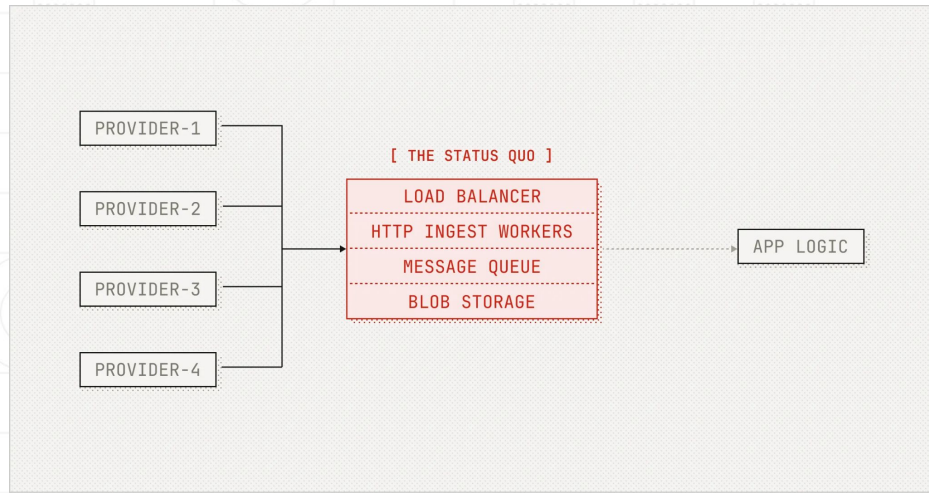 PROVIDER-1
PROVIDER-2
PROVIDER-3
PROVIDER-4
[ THE STATUS QUO ]
LOAD BALANCER
HTTP INGEST WORKERS
MESSAGE QUEUE
BLOB STORAGE
APP LOGIC